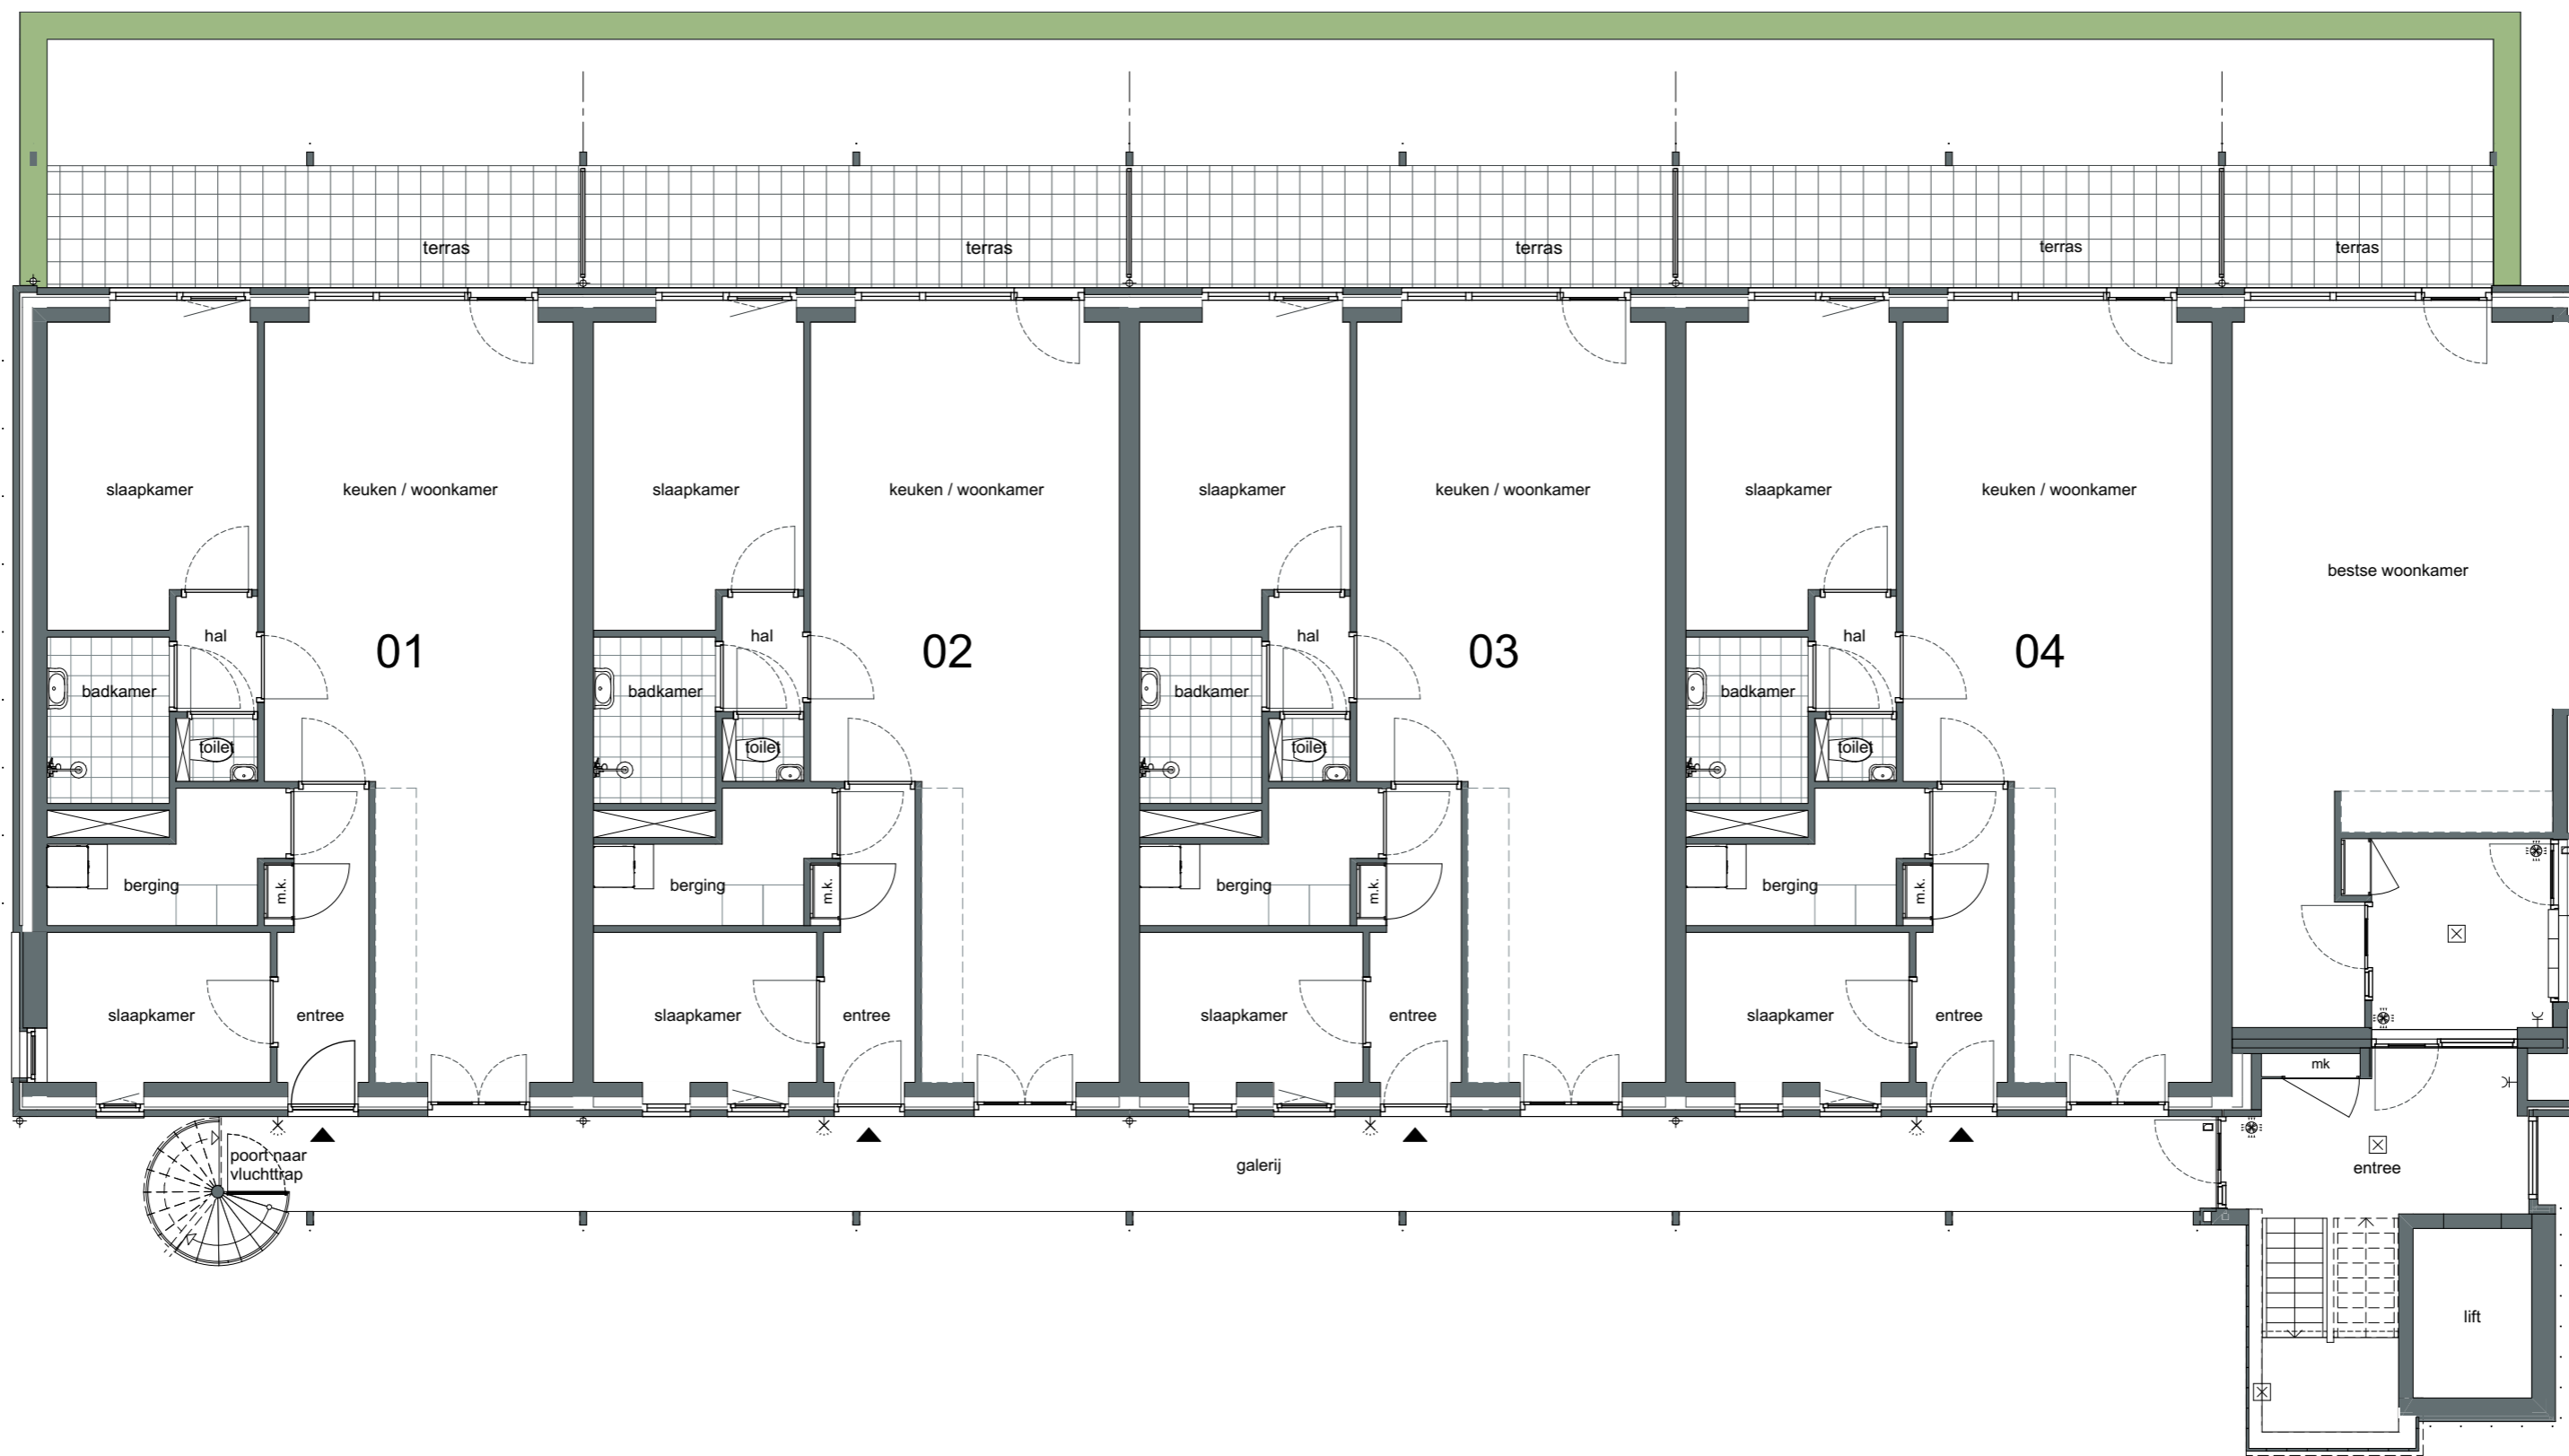 terras
terras
terras
terras
terras
slaapkamer
keuken / woonkamer
slaapkamer
keuken / woonkamer
slaapkamer
keuken / woonkamer
slaapkamer
keuken / woonkamer
bestse woonkamer
hal
01
hal
02
hal
03
hal
04
badkamer
badkamer
badkamer
badkamer
toilet
toilet
toilet
toilet
berging
m.k.
berging
m.k.
berging
m.k.
berging
m.k.
slaapkamer
entree
slaapkamer
entree
slaapkamer
entree
slaapkamer
entree
mk
poort naar
vluchttrap
galerij
entree
lift